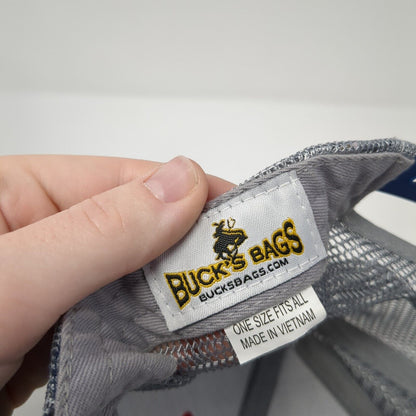 BUCK'S BAGS
BUCKSBAGS.COM
ONE SIZE FITS ALL
MADE IN VIETNAM